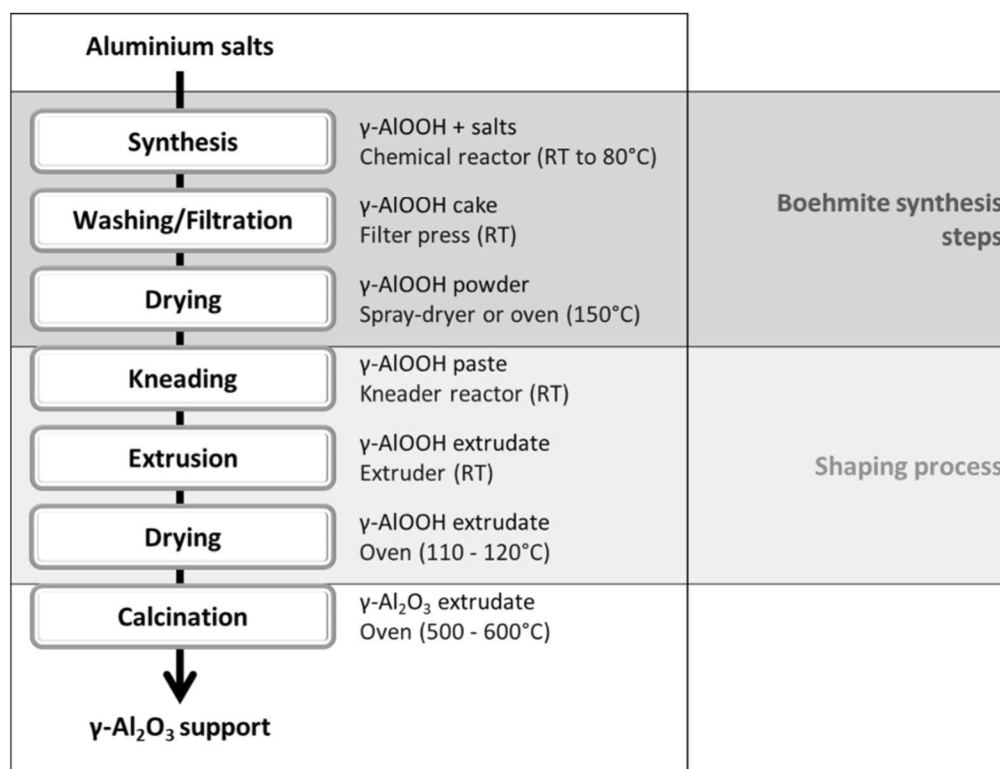 Aluminium salts
Synthesis
γ-AlOOH + salts
Chemical reactor (RT to 80°C)
Washing/Filtration
γ-AlOOH cake
Filter press (RT)
Drying
γ-AlOOH powder
Spray-dryer or oven (150°C)
Boehmite synthesis
steps
Kneading
γ-AlOOH paste
Kneader reactor (RT)
Extrusion
γ-AlOOH extrudate
Extruder (RT)
Drying
γ-AlOOH extrudate
Oven (110 - 120°C)
Shaping process
Calcination
γ-Al₂O₃ extrudate
Oven (500 - 600°C)
γ-Al₂O₃ support